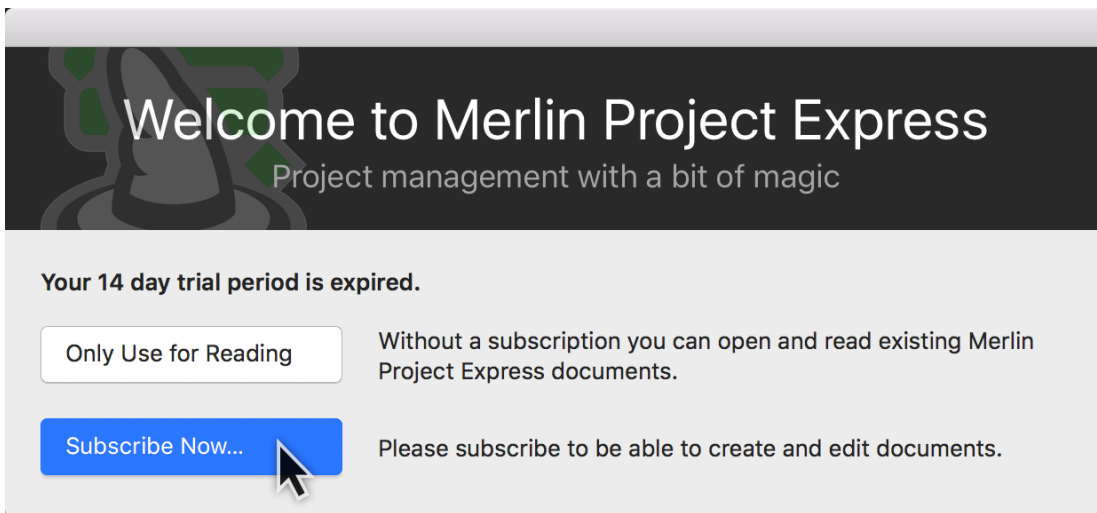 Welcome to Merlin Project Express
Project management with a bit of magic
Your 14 day trial period is expired.
Only Use for Reading
Without a subscription you can open and read existing Merlin
Project Express documents.
Subscribe Now...
Please subscribe to be able to create and edit documents.